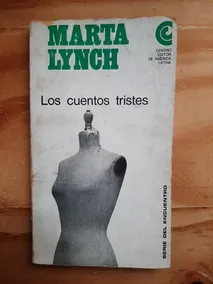 MARTA
LYNCH
CENTRO
EDITOR
DE AMERICA
LATINA
Los cuentos tristes
SERIE DEL ENCUENTRO